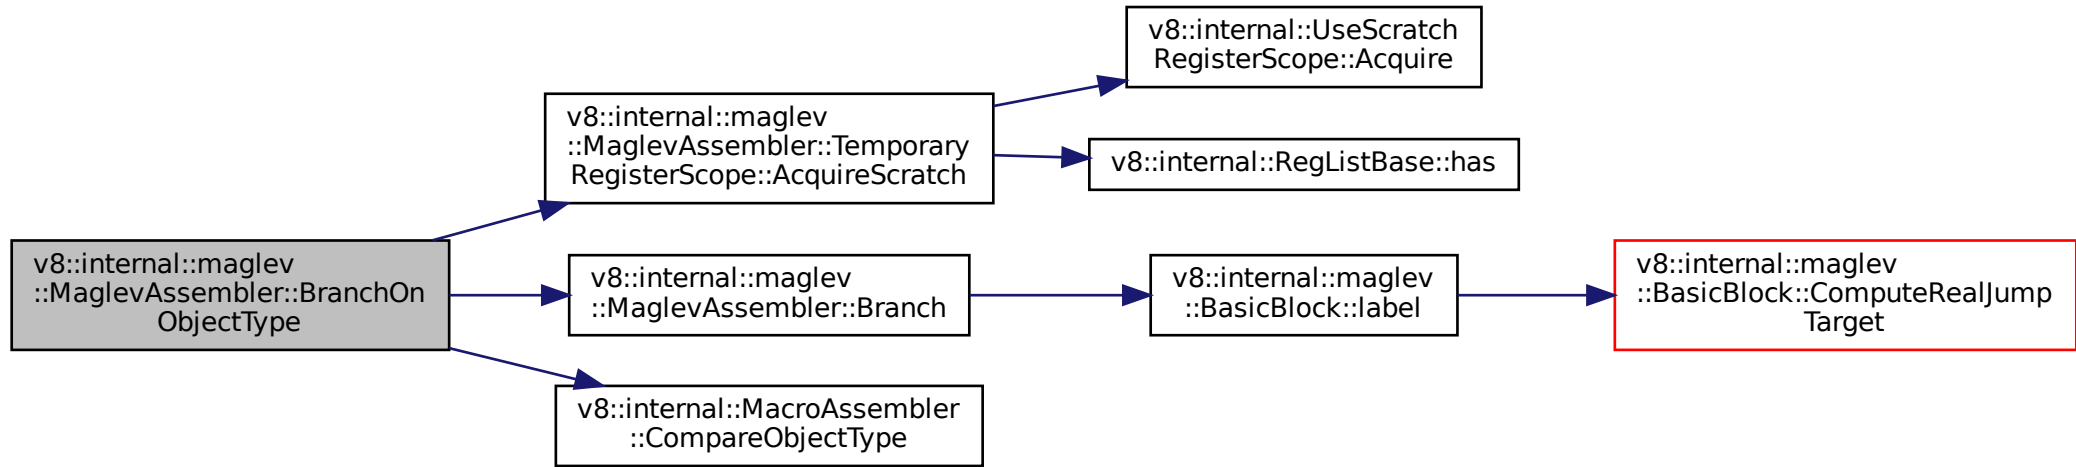 v8::internal::UseScratch
RegisterScope::Acquire
v8::internal::maglev
::MaglevAssembler::Temporary
RegisterScope::AcquireScratch
v8::internal::RegListBase::has
v8::internal::maglev
::MaglevAssembler::BranchOn
ObjectType
v8::internal::maglev
::MaglevAssembler::Branch
v8::internal::maglev
::BasicBlock::label
v8::internal::maglev
::BasicBlock::ComputeRealJump
Target
v8::internal::MacroAssembler
::CompareObjectType